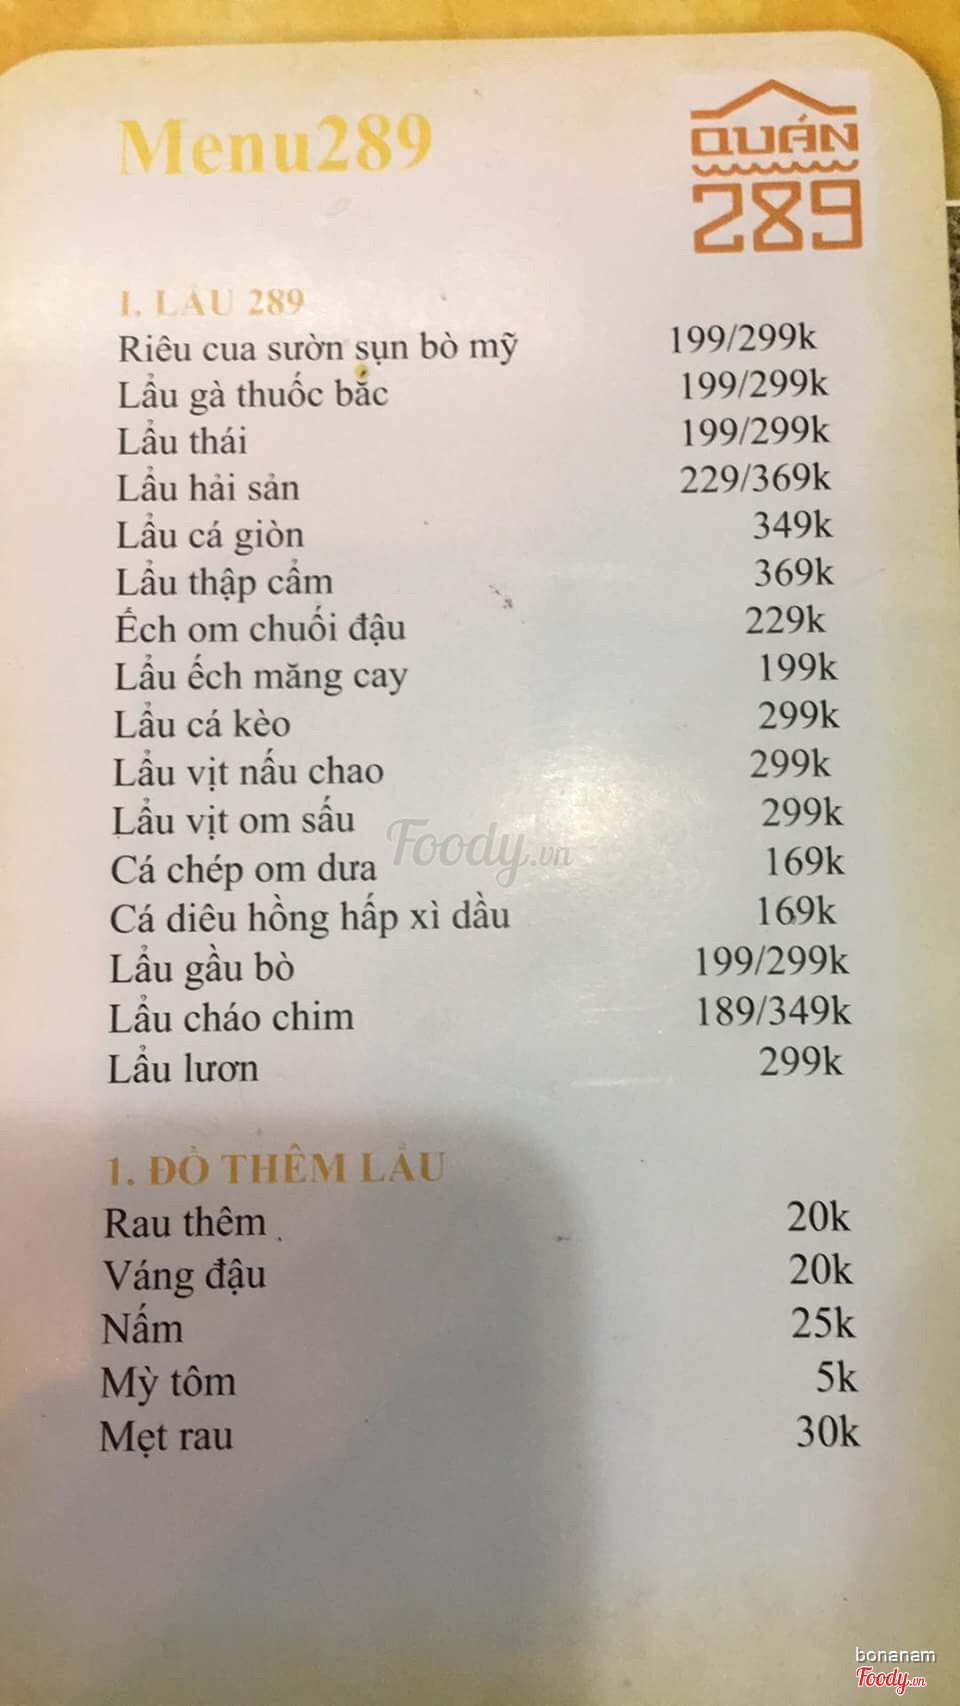 Menu289
QUÁN
289
I. LẨU 289
Riêu cua sườn sụn bò mỹ 199/299k
Lẩu gà thuốc bắc 199/299k
Lẩu thái 199/299k
Lẩu hải sản 229/369k
Lẩu cá giòn 349k
Lẩu thập cẩm 369k
Ếch om chuối đậu 229k
Lẩu ếch măng cay 199k
Lẩu cá kèo 299k
Lẩu vịt nấu chao 299k
Lẩu vịt om sấu 299k
Foody.vn
Cá chép om dưa 169k
Cá diêu hồng hấp xì dầu 169k
Lẩu gầu bò 199/299k
Lẩu cháo chim 189/349k
Lẩu lươn 299k
1. ĐỒ THÊM LẨU
Rau thêm 20k
Váng đậu 20k
Nấm 25k
Mỳ tôm 5k
Mẹt rau 30k
bonanam
Foody.vn